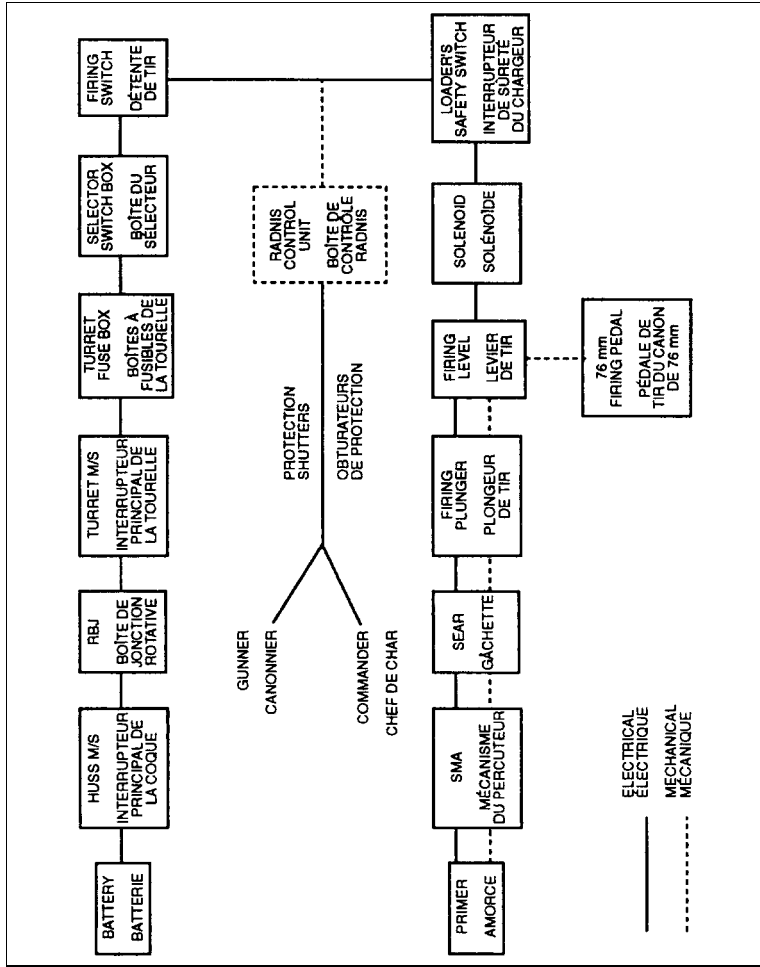 BATTERY
BATTERIE
HUSS M/S
INTERRUPTEUR
PRINCIPAL DE
LA COQUE
RBJ
BOÎTE DE
JONCTION
ROTATIVE
TURRET M/S
INTERRUPTEUR
PRINCIPAL DE
LA TOURELLE
TURRET
FUSE BOX
BOÎTES À
FUSIBLES DE
LA TOURELLE
SELECTOR
SWITCH BOX
BOÎTE DU
SÉLECTEUR
FIRING
SWITCH
DÉTENTE
DE TIR
GUNNER
CANONNIER
COMMANDER
CHEF DE CHAR
PROTECTION
SHUTTERS
OBTURATEURS
DE PROTECTION
RADNIS
CONTROL
UNIT
BOÎTE DE
CONTRÔLE
RADNIS
PRIMER
AMORCE
SMA
MÉCANISME
DU PERCUTEUR
SEAR
GÂCHETTE
FIRING
PLUNGER
PLONGEUR
DE TIR
FIRING
LEVEL
LEVIER
DE TIR
SOLENOID
SOLÉNOÏDE
LOADER'S
SAFETY SWITCH
INTERRUPTEUR
DE SÛRETÉ
DU CHARGEUR
76 mm
FIRING PEDAL
PÉDALE DE
TIR DU CANON
DE 76 mm
ELECTRICAL
ÉLECTRIQUE
MECHANICAL
MÉCANIQUE